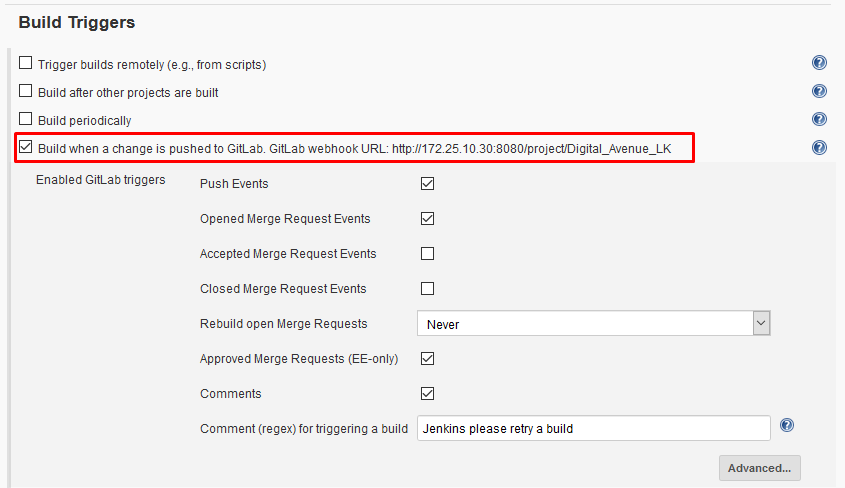 Build Triggers
Trigger builds remotely (e.g., from scripts)
Build after other projects are built
Build periodically
Build when a change is pushed to GitLab. GitLab webhook URL: http://172.25.10.30:8080/project/Digital_Avenue_LK
Enabled GitLab triggers
Push Events
Opened Merge Request Events
Accepted Merge Request Events
Closed Merge Request Events
Rebuild open Merge Requests Never
Approved Merge Requests (EE-only)
Comments
Comment (regex) for triggering a build Jenkins please retry a build
Advanced...